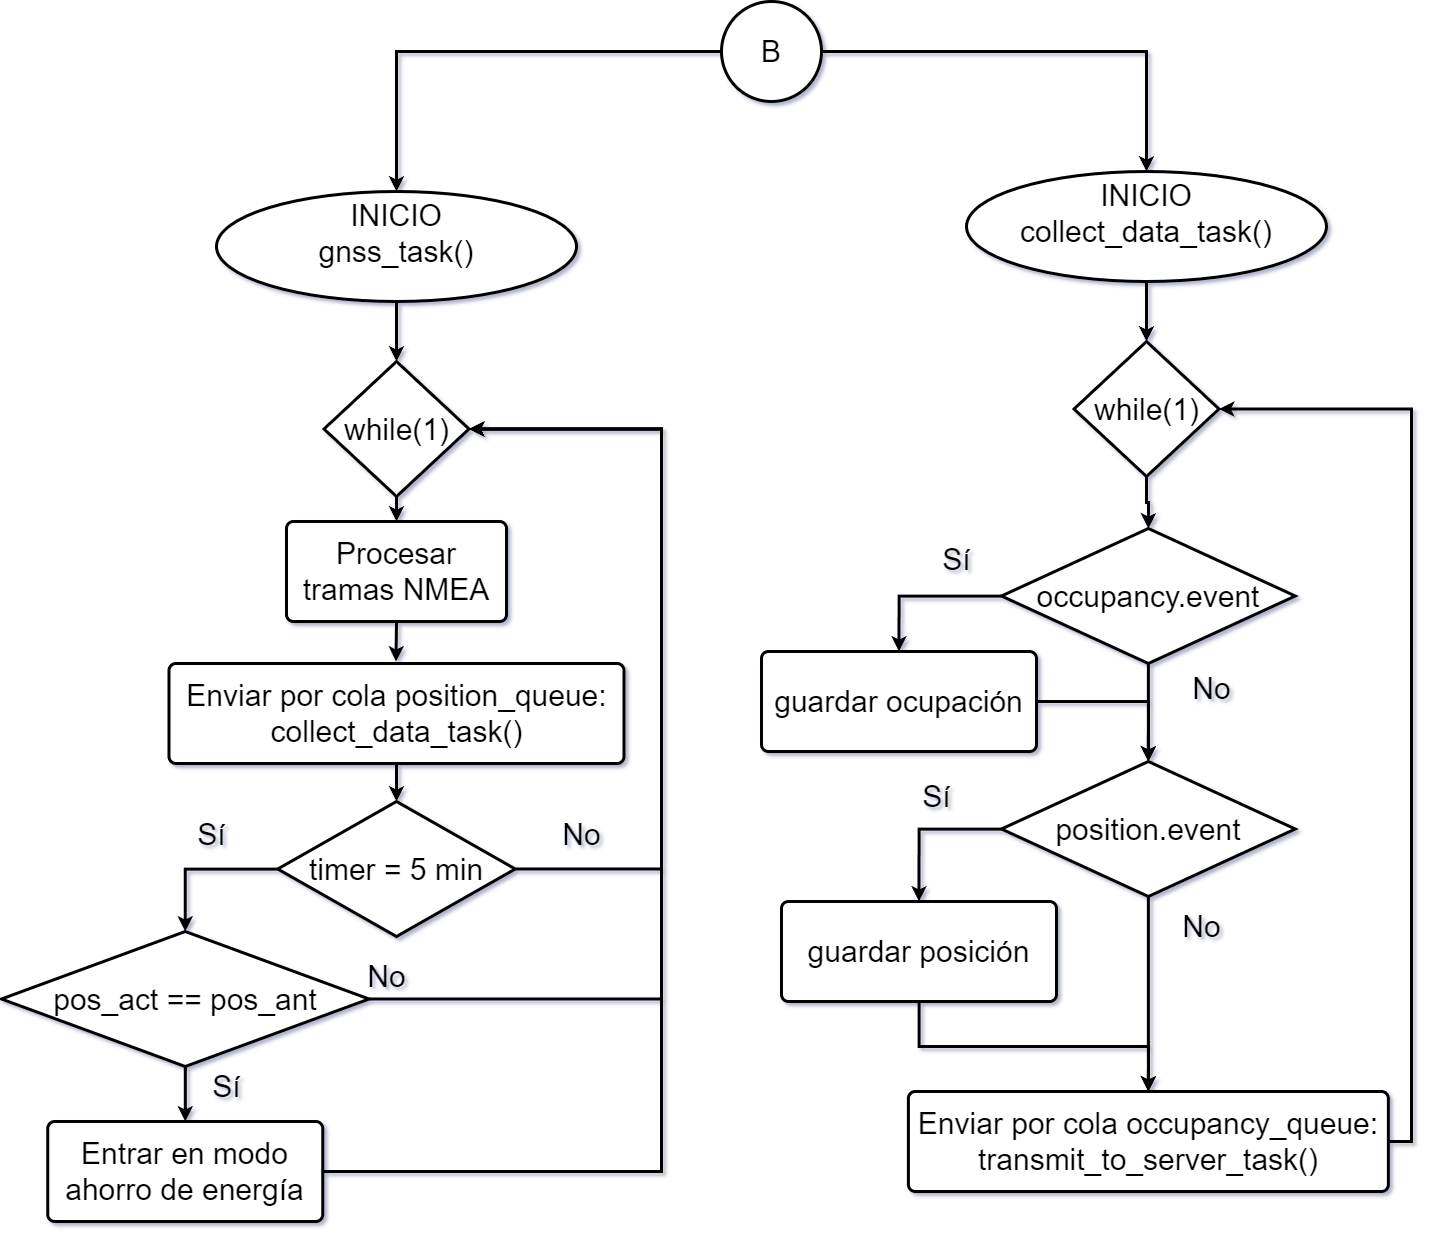 B
INICIO
gnss_task()
while(1)
Procesar
tramas NMEA
Enviar por cola position_queue:
collect_data_task()
timer = 5 min
Sí
No
pos_act == pos_ant
No
Sí
Entrar en modo
ahorro de energía
INICIO
collect_data_task()
while(1)
occupancy.event
Sí
No
guardar ocupación
position.event
Sí
No
guardar posición
Enviar por cola occupancy_queue:
transmit_to_server_task()